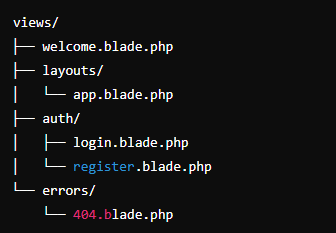 views/
├── welcome.blade.php
├── layouts/
│   └── app.blade.php
├── auth/
│   ├── login.blade.php
│   └── register.blade.php
└── errors/
    └── 404.blade.php